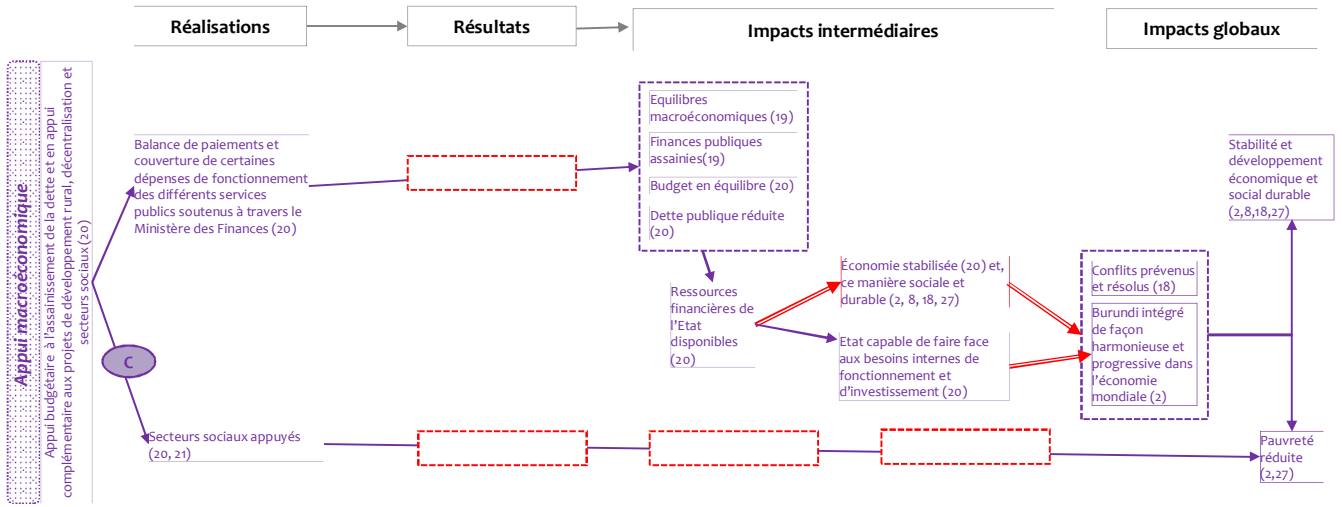 Réalisations
Résultats
Impacts intermédiaires
Impacts globaux
Appui macroéconomique
Appui budgétaire à l'assainissement de la dette et en appui
complémentaire aux projets de développement rural, décentralisation et
secteurs sociaux (20)
C
Balance de paiements et
couverture de certaines
dépenses de fonctionnement
des différents services
publics soutenus à travers le
Ministère des Finances (20)
Secteurs sociaux appuyés
(20, 21)
Equilibres
macroéconomiques (19)
Finances publiques
assainies(19)
Budget en équilibre (20)
Dette publique réduite
(20)
Ressources
financières de
l'Etat
disponibles
(20)
Économie stabilisée (20) et,
ce manière sociale et
durable (2, 8, 18, 27)
Etat capable de faire face
aux besoins internes de
fonctionnement et
d'investissement (20)
Conflits prévenus
et résolus (18)
Burundi intégré
de façon
harmonieuse et
progressive dans
l'économie
mondiale (2)
Stabilité et
développement
économique et
social durable
(2,8,18,27)
Pauvreté
réduite
(2,27)